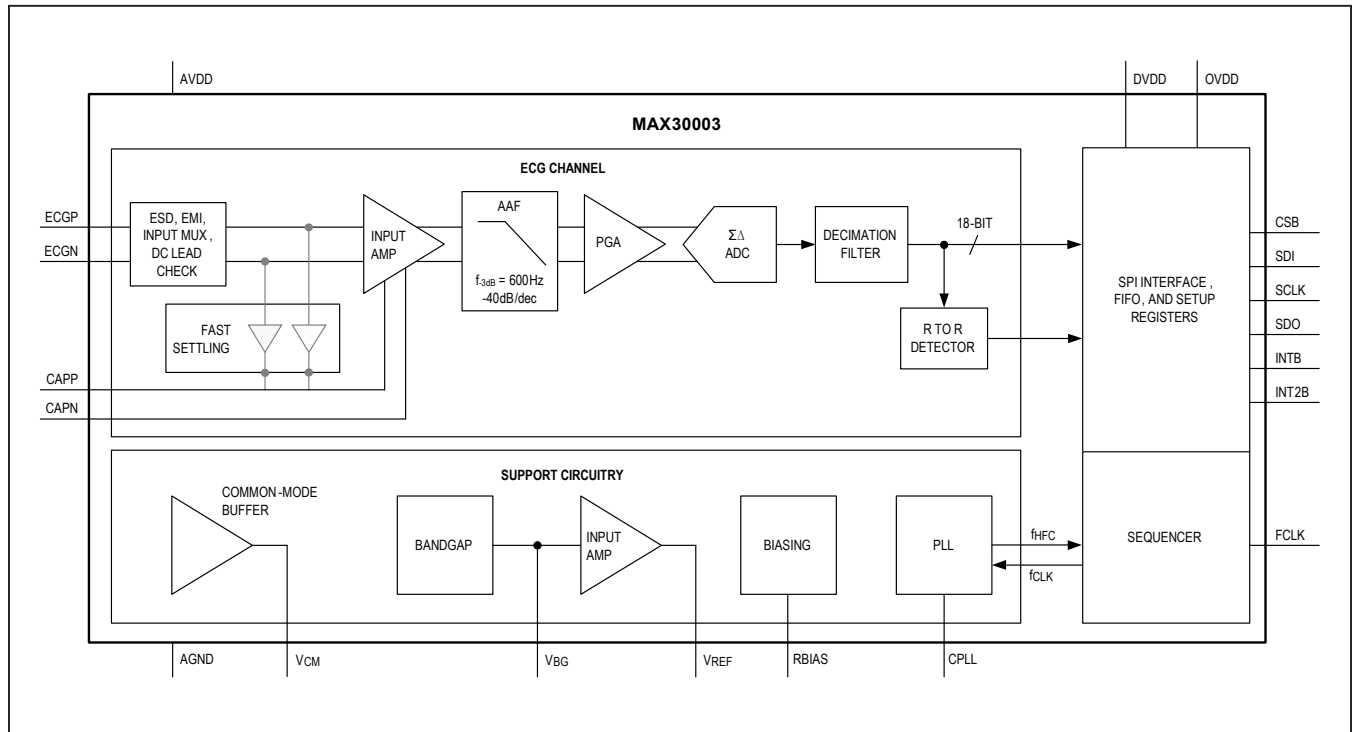 AVDD
DVDD
OVDD
MAX30003
ECG CHANNEL
ECGP
ECGN
ESD, EMI,
INPUT MUX ,
DC LEAD
CHECK
INPUT
AMP
AAF
f-3dB = 600Hz
-40dB/dec
PGA
ΣΔ
ADC
DECIMATION
FILTER
18-BIT
R TO R
DETECTOR
FAST
SETTLING
CAPP
CAPN
SPI INTERFACE ,
FIFO, AND SETUP
REGISTERS
CSB
SDI
SCLK
SDO
INTB
INT2B
SUPPORT CIRCUITRY
COMMON-MODE
BUFFER
BANDGAP
INPUT
AMP
BIASING
PLL
fHFC
fCLK
SEQUENCER
FCLK
AGND
VCM
VBG
VREF
RBIAS
CPLL